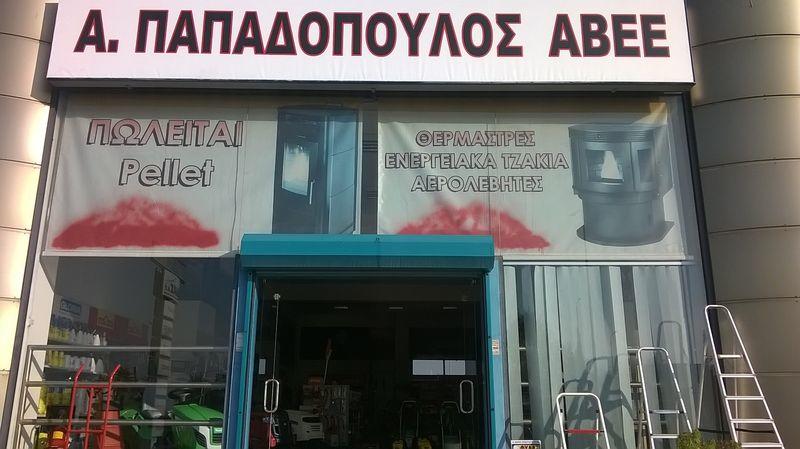 Α. ΠΑΠΑΔΟΠΟΥΛΟΣ ΑΒΕΕ
ΠΩΛΕΙΤΑΙ
Pellet
ΘΕΡΜΑΣΤΡΕΣ
ΕΝΕΡΓΕΙΑΚΑ ΤΖΑΚΙΑ
ΑΕΡΟΛΕΒΗΤΕΣ